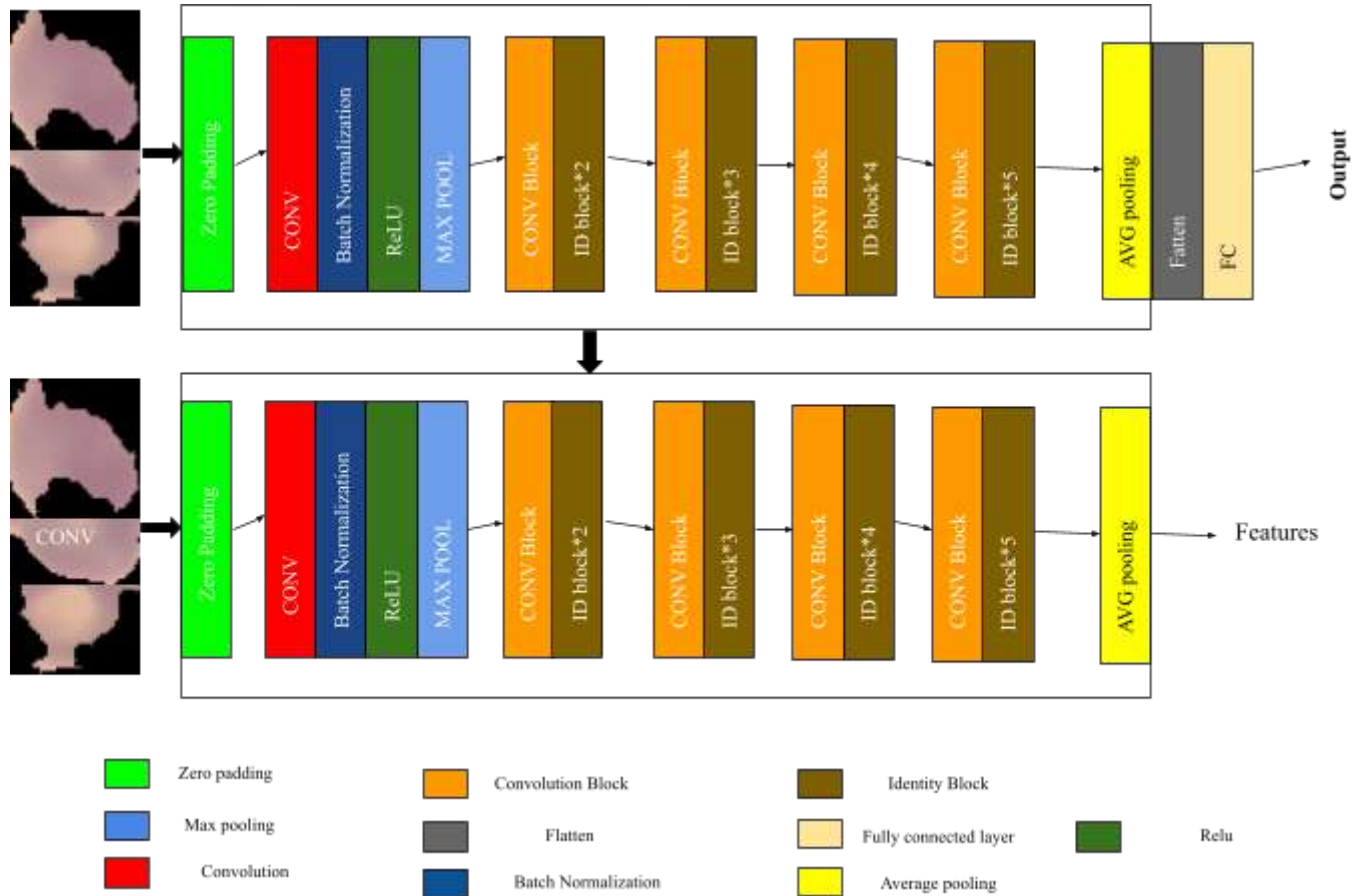 Zero Padding
CONV
Batch Normalization
ReLU
MAX POOL
CONV Block
ID block*2
CONV Block
ID block*3
CONV Block
ID block*4
CONV Block
ID block*5
AVG pooling
Fatten
FC
Output
CONV
Zero Padding
CONV
Batch Normalization
ReLU
MAX POOL
CONV Block
ID block*2
CONV Block
ID block*3
CONV Block
ID block*4
CONV Block
ID block*5
AVG pooling
Features
Zero padding
Convolution Block
Identity Block
Max pooling
Flatten
Fully connected layer
Relu
Convolution
Batch Normalization
Average pooling